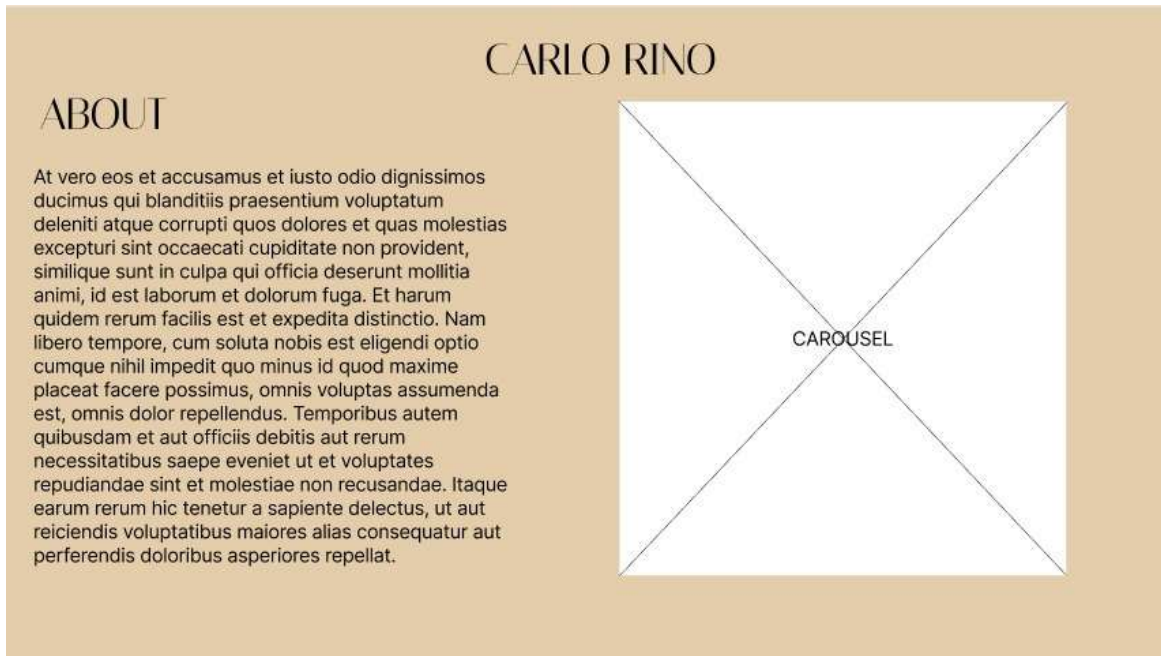 CARLO RINO
ABOUT
At vero eos et accusamus et iusto odio dignissimos
ducimus qui blanditiis praesentium voluptatum
deleniti atque corrupti quos dolores et quas molestias
excepturi sint occaecati cupiditate non provident,
similique sunt in culpa qui officia deserunt mollitia
animi, id est laborum et dolorum fuga. Et harum
quidem rerum facilis est et expedita distinctio. Nam
libero tempore, cum soluta nobis est eligendi optio
cumque nihil impedit quo minus id quod maxime
placeat facere possimus, omnis voluptas assumenda
est, omnis dolor repellendus. Temporibus autem
quibusdam et aut officiis debitis aut rerum
necessitatibus saepe eveniet ut et voluptates
repudiandae sint et molestiae non recusandae. Itaque
earum rerum hic tenetur a sapiente delectus, ut aut
reiciendis voluptatibus maiores alias consequatur aut
perferendis doloribus asperiores repellat.
CAROUSEL